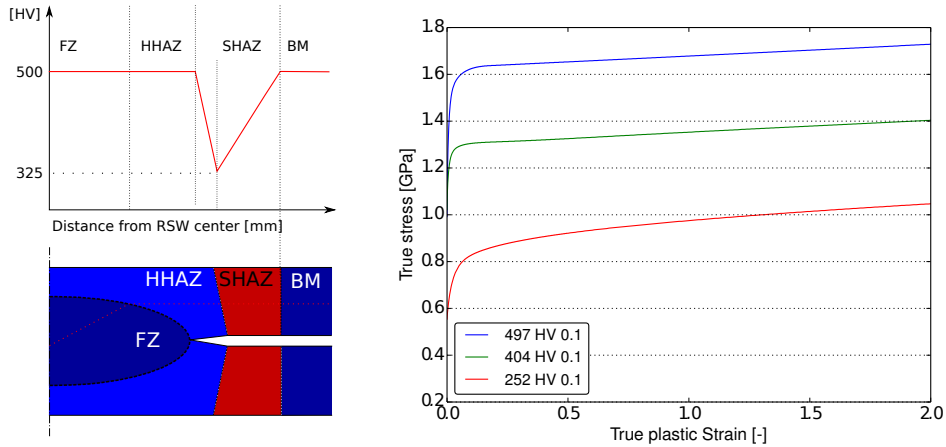 [HV]
FZ HHAZ SHAZ BM
500
325
Distance from RSW center [mm]
HHAZ SHAZ BM
FZ
1.8
1.6
1.4
1.2
1.0
0.8
0.6
0.4
0.2
True stress [GPa]
497 HV 0.1
404 HV 0.1
252 HV 0.1
0.0 0.5 1.0 1.5 2.0
True plastic Strain [-]